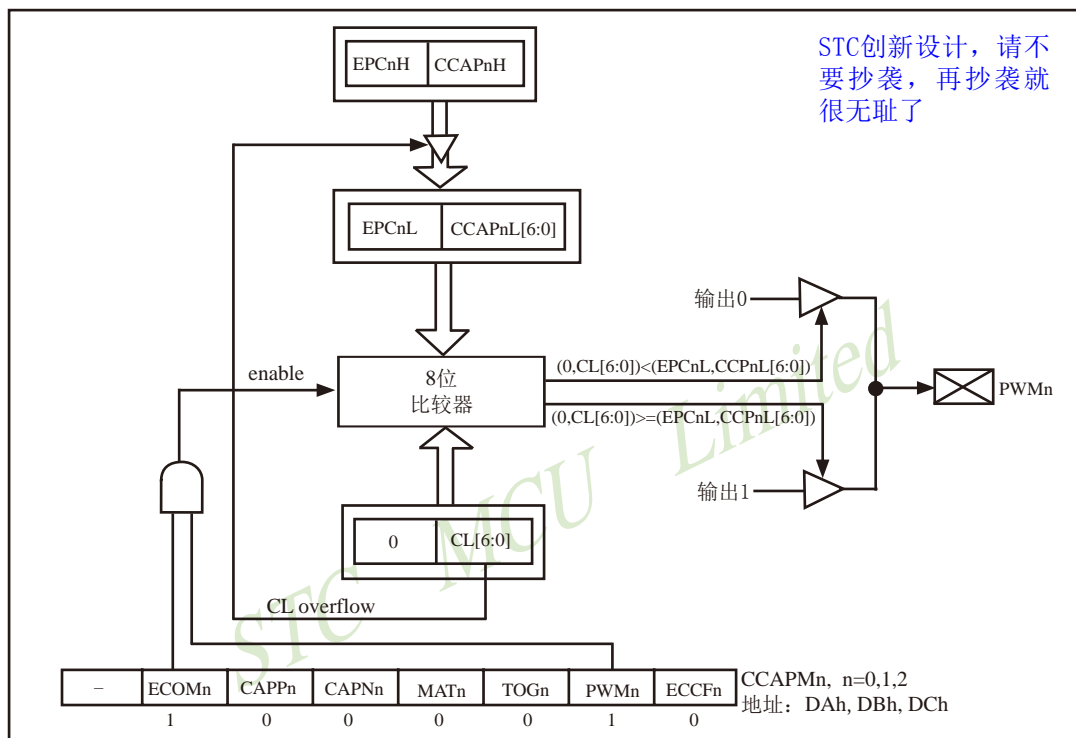 EPCnH CCAPnH
STC创新设计，请不
要抄袭，再抄袭就
很无耻了
EPCnL CCAPnL[6:0]
输出0
enable
8位
比较器
(0,CL[6:0])<(EPCnL,CCPnL[6:0])
(0,CL[6:0])>=(EPCnL,CCPnL[6:0])
PWMn
输出1
0 CL[6:0]
CL overflow
STC MCU Limited
– ECOMn CAPPn CAPNn MATn TOGn PWMn ECCFn
1 0 0 0 0 1 0
CCAPMn, n=0,1,2
地址：DAh, DBh, DCh